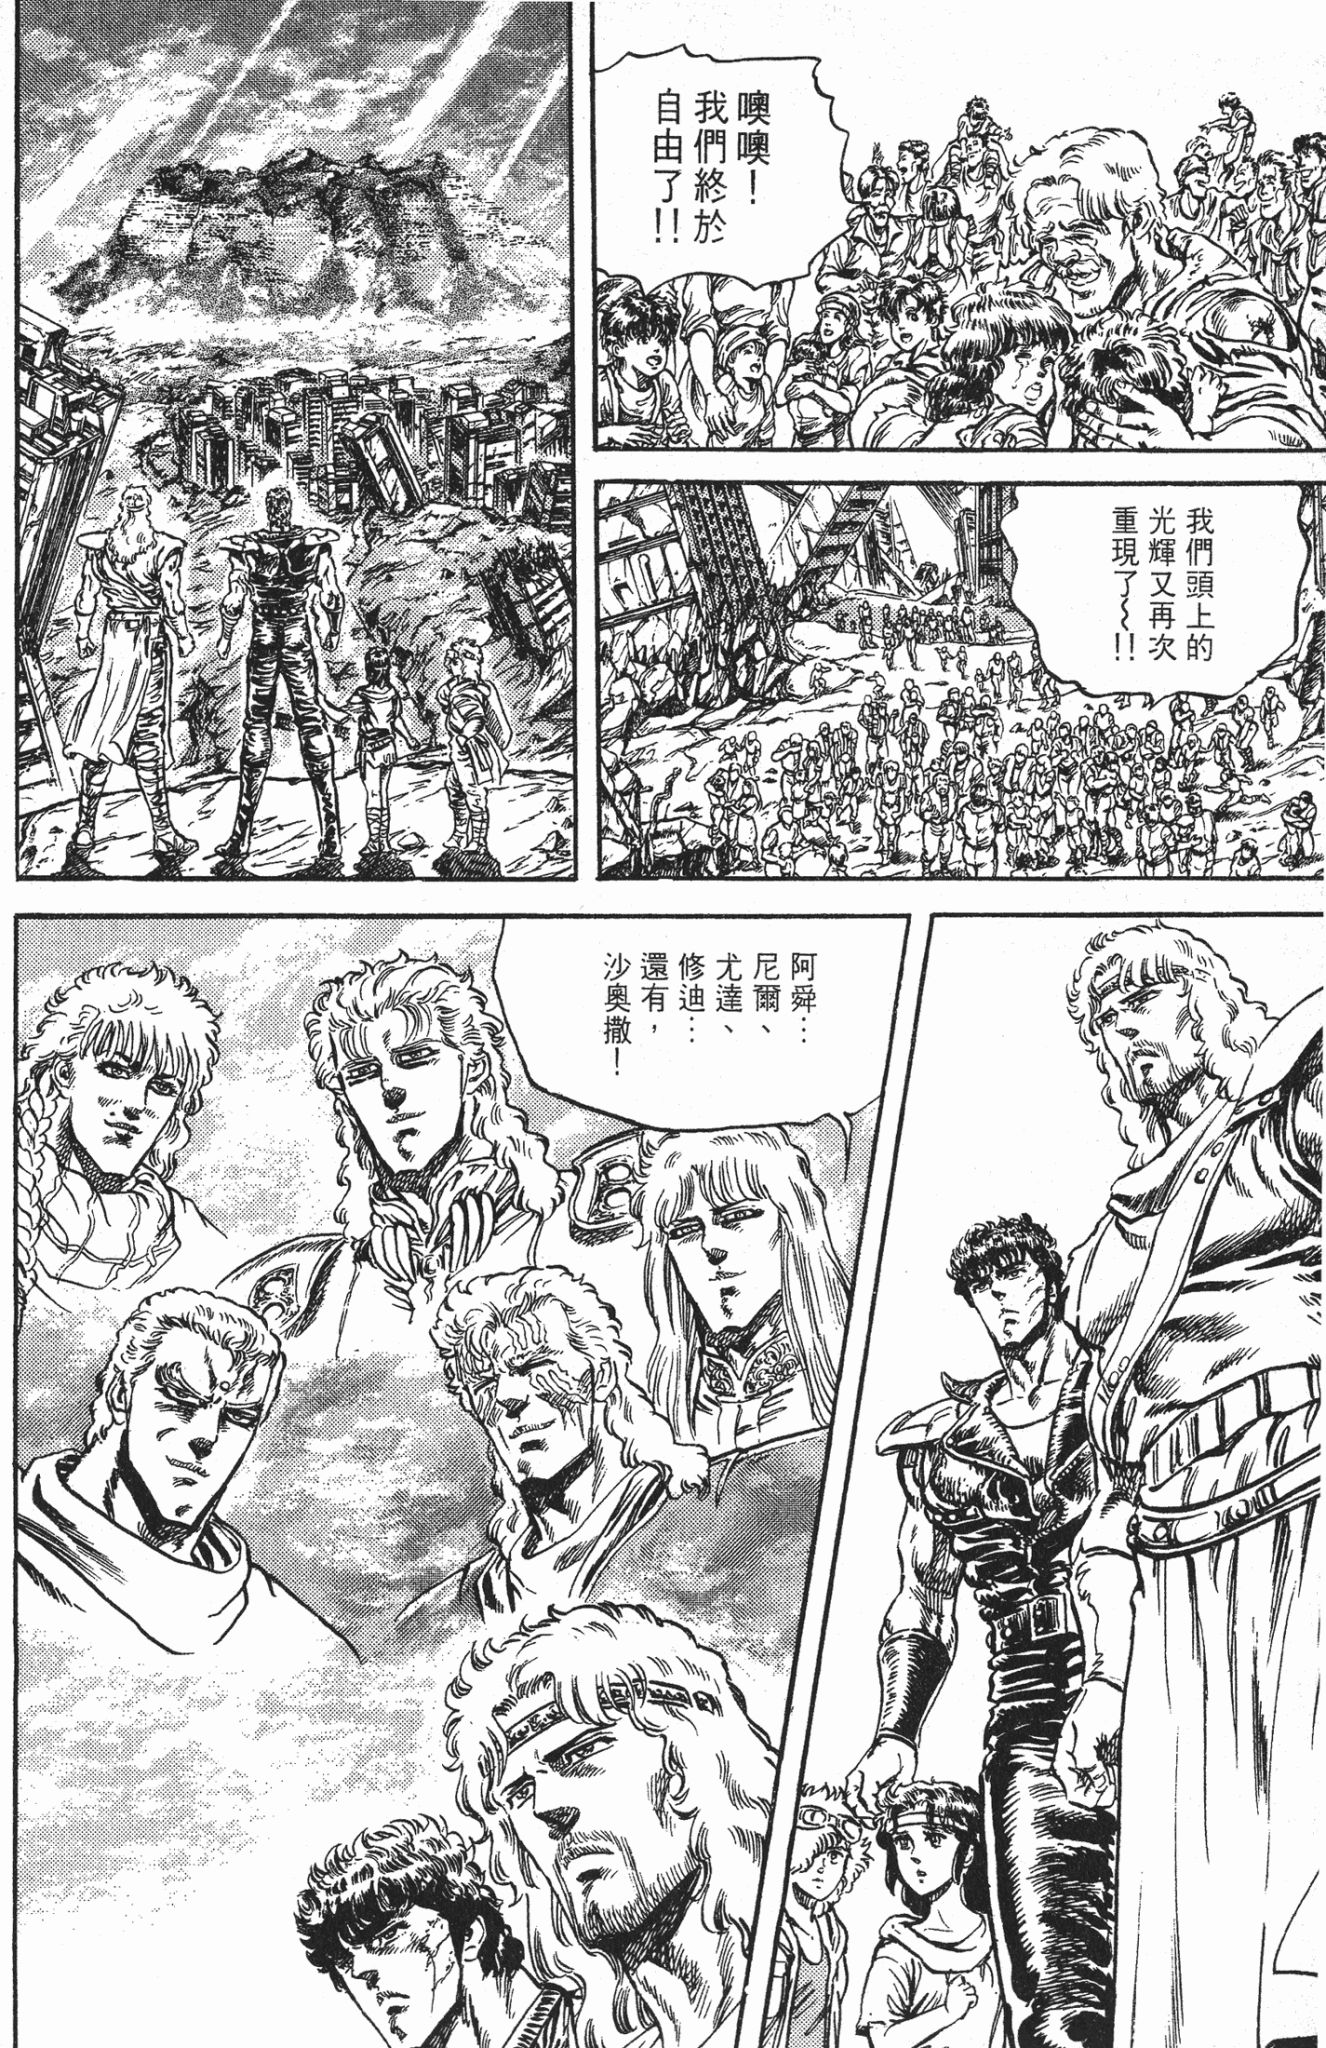 噢噢！
我們終於
自由了！！
我們頭上的
光輝又再次
重現了～！！
阿舜…
尼爾、
尤達、
修迪…
還有，
沙奧撒！